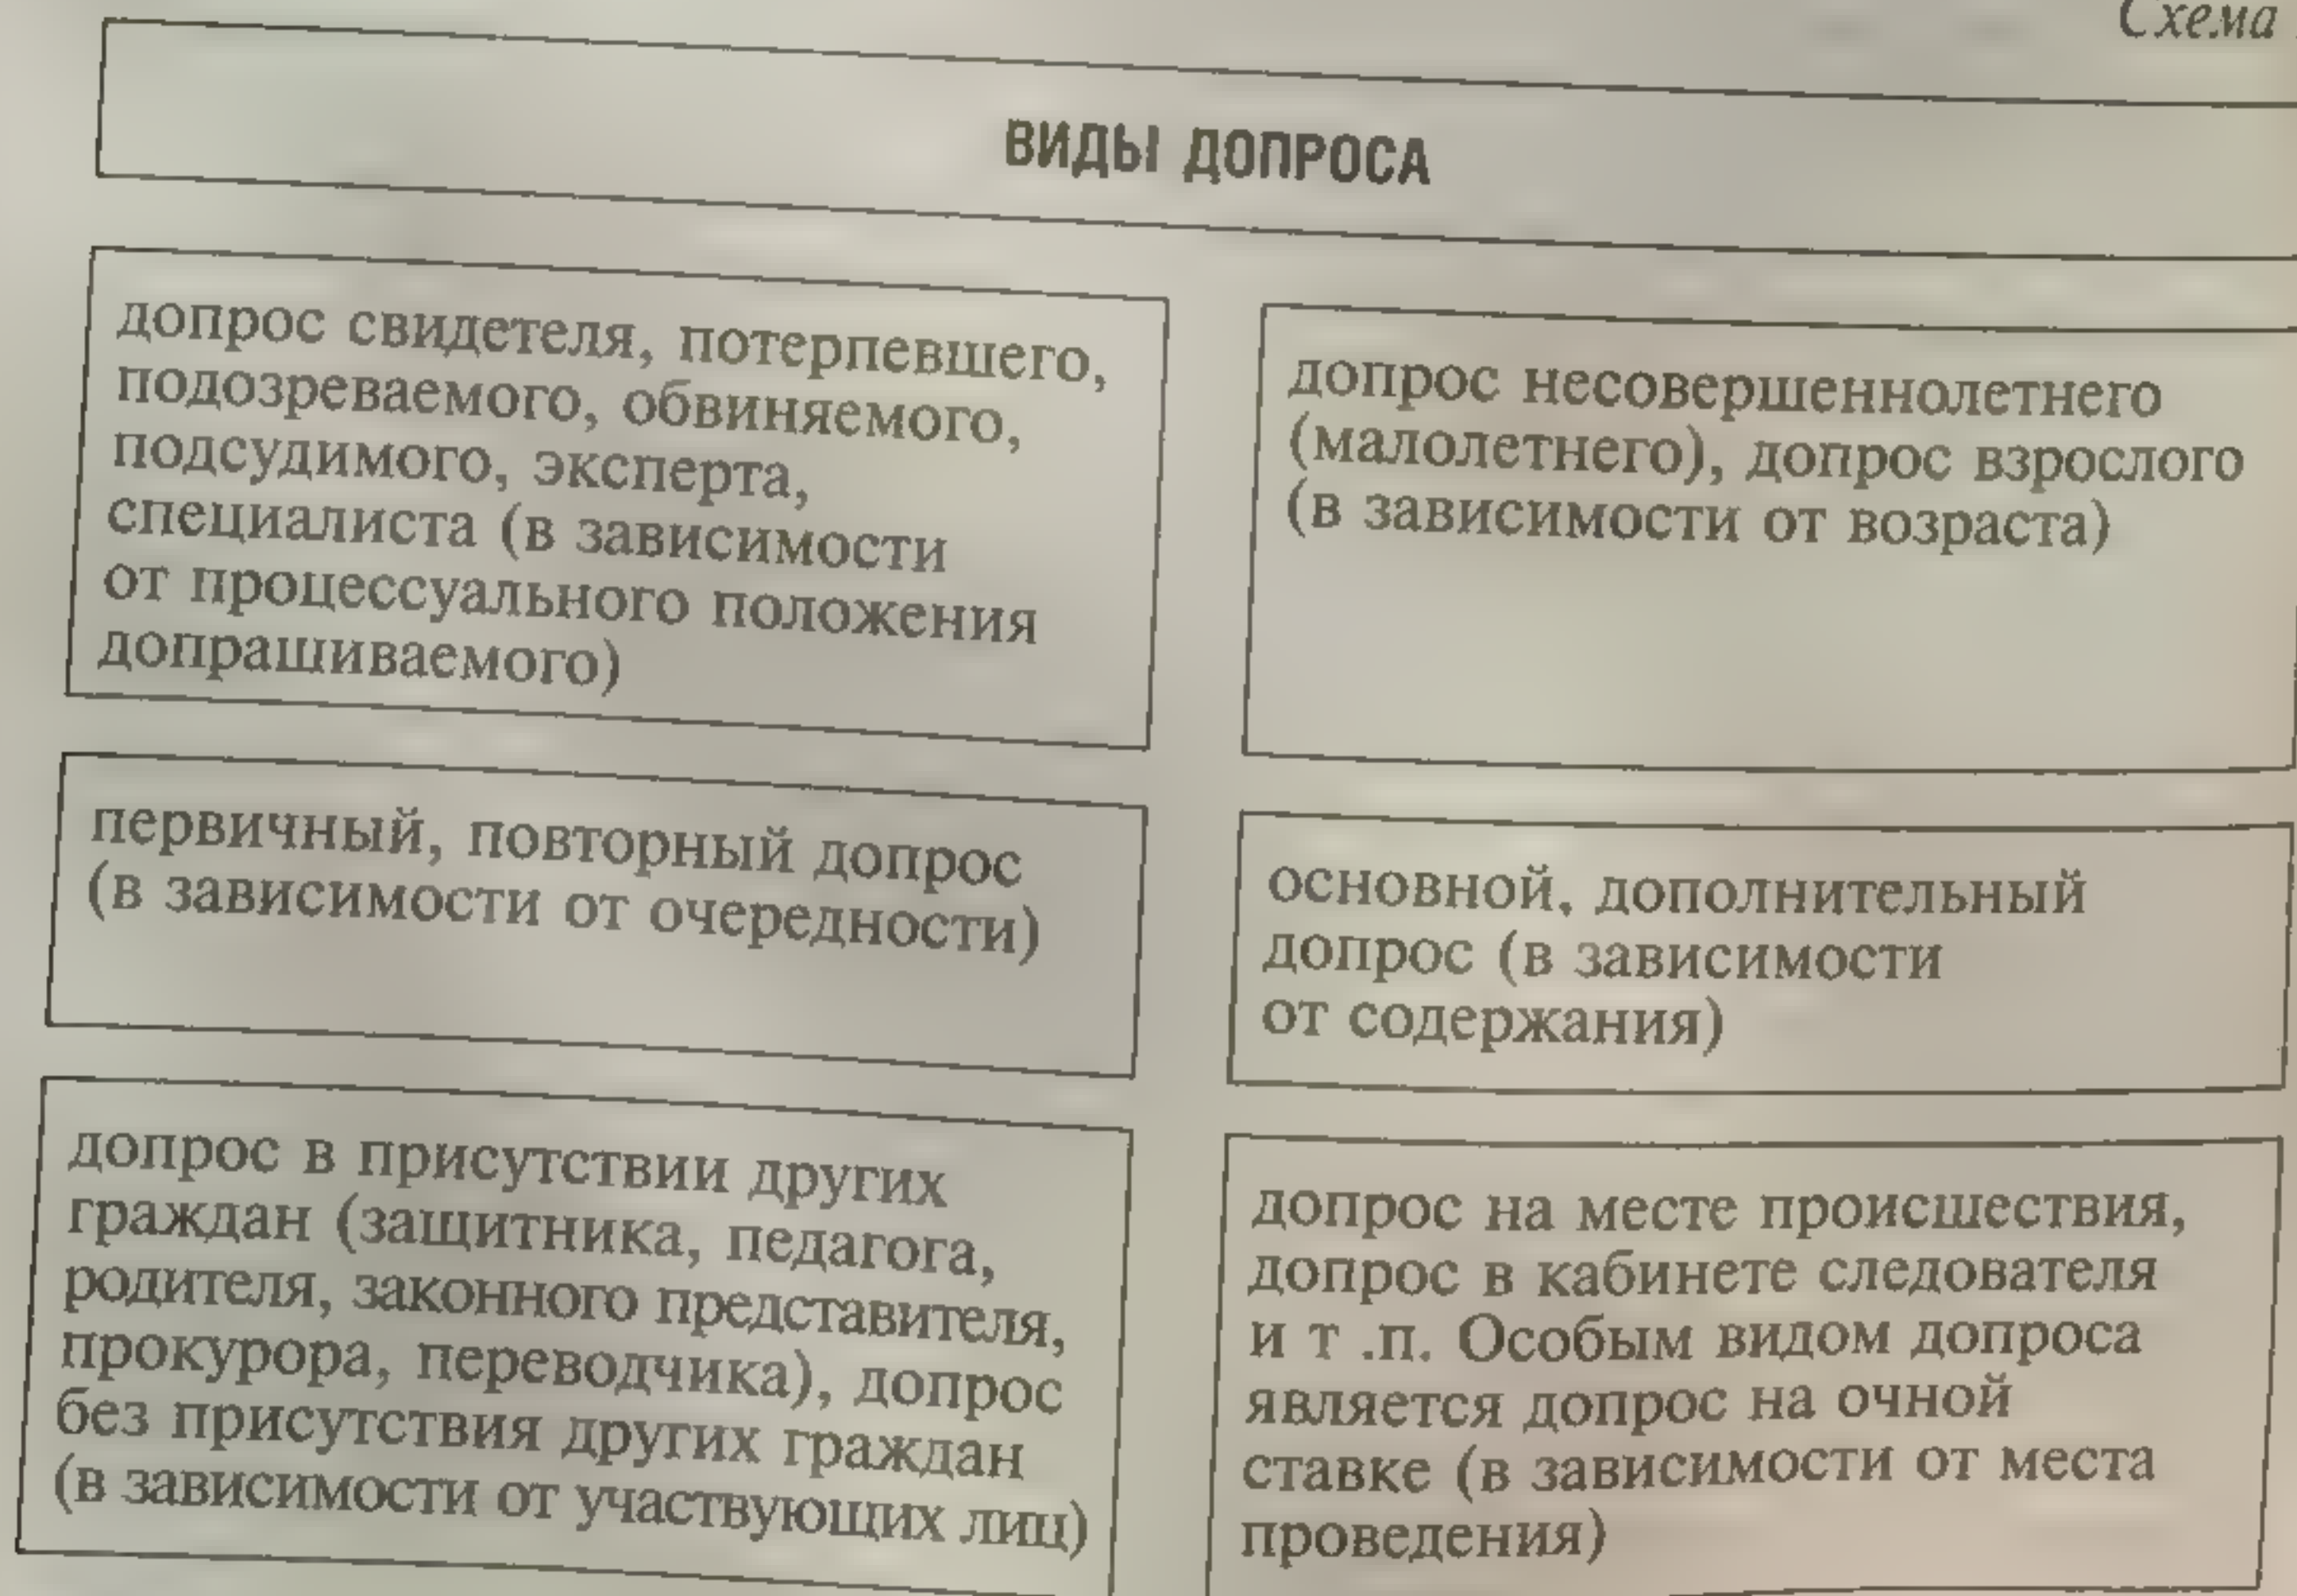 Схема
ВИДЫ ДОПРОСА
допрос свидетеля, потерпевшего,
подозреваемого, обвиняемого,
подсудимого, эксперта,
специалиста (в зависимости
от процессуального положения
допрашиваемого)
допрос несовершеннолетнего
(малолетнего), допрос взрослого
(в зависимости от возраста)
первичный, повторный допрос
(в зависимости от очередности)
основной, дополнительный
допрос (в зависимости
от содержания)
допрос в присутствии других
граждан (защитника, педагога,
родителя, законного представителя,
прокурора, переводчика), допрос
без присутствия других граждан
(в зависимости от участвующих лиц)
допрос на месте происшествия,
допрос в кабинете следователя
и т .п. Особым видом допроса
является допрос на очной
ставке (в зависимости от места
проведения)